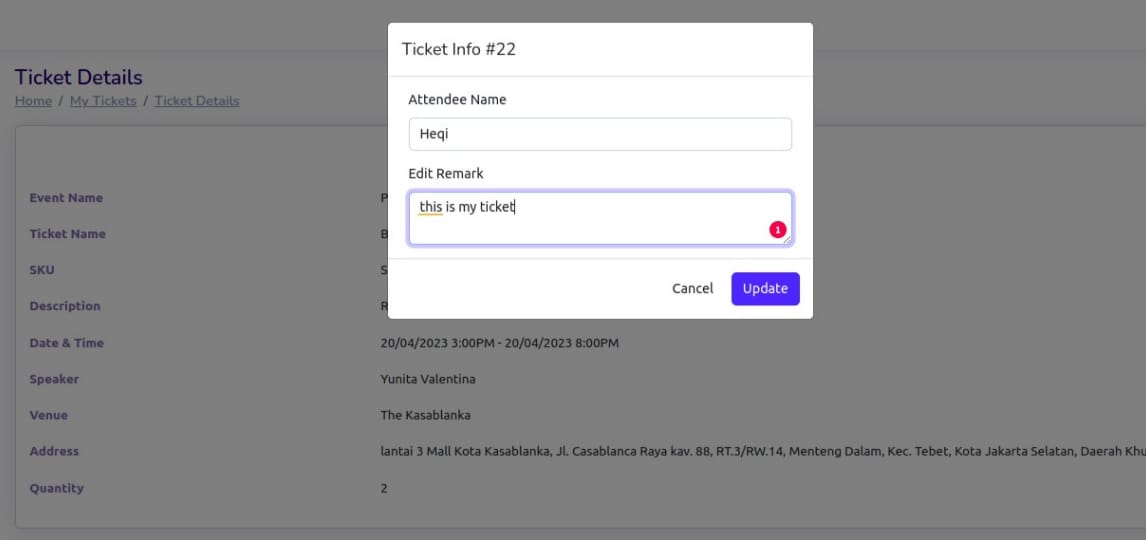 Ticket Info #22
Attendee Name
Heqi
Edit Remark
this is my ticket
1
Cancel
Update
Ticket Details
Home / My Tickets / Ticket Details
Event Name
Ticket Name
SKU
Description
Date & Time 20/04/2023 3:00PM - 20/04/2023 8:00PM
Speaker Yunita Valentina
Venue The Kasablanka
Address lantai 3 Mall Kota Kasablanka, Jl. Casablanca Raya kav. 88, RT.3/RW.14, Menteng Dalam, Kec. Tebet, Kota Jakarta Selatan, Daerah
Quantity 2